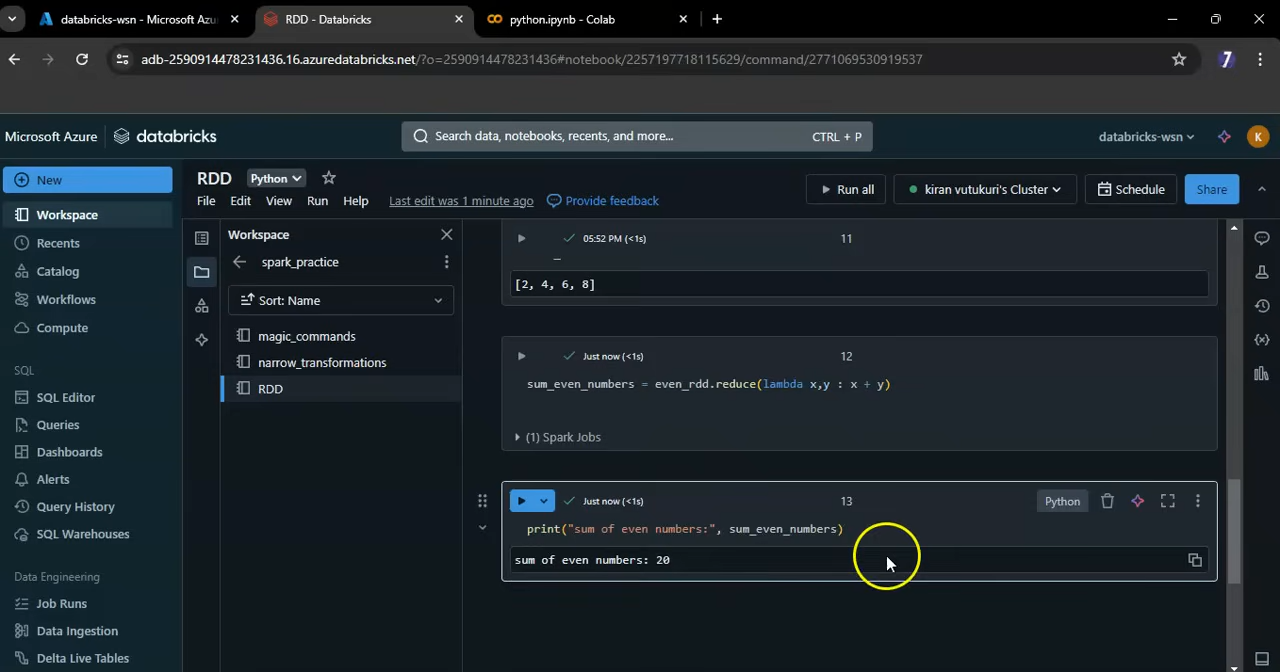 databricks-wsn - Microsoft Azu
RDD - Databricks
python.ipynb - Colab
adb-2590914478231436.16.azuredatabricks.net/?o=2590914478231436#notebook/2257197718115629/command/2771069530919537
7
Microsoft Azure
databricks
Search data, notebooks, recents, and more...
CTRL + P
databricks-wsn
K
New
Workspace
Recents
Catalog
Workflows
Compute
SQL
SQL Editor
Queries
Dashboards
Alerts
Query History
SQL Warehouses
Data Engineering
Job Runs
Data Ingestion
Delta Live Tables
RDD
Python
File Edit View Run Help Last edit was 1 minute ago Provide feedback
Run all
kiran vutukuri's Cluster
Schedule
Share
Workspace
spark_practice
Sort: Name
magic_commands
narrow_transformations
RDD
05:52 PM (<1s)
11
[2, 4, 6, 8]
Just now (<1s)
12
sum_even_numbers = even_rdd.reduce(lambda x,y : x + y)
(1) Spark Jobs
Just now (<1s)
13
Python
print("sum of even numbers:", sum_even_numbers)
sum of even numbers: 20